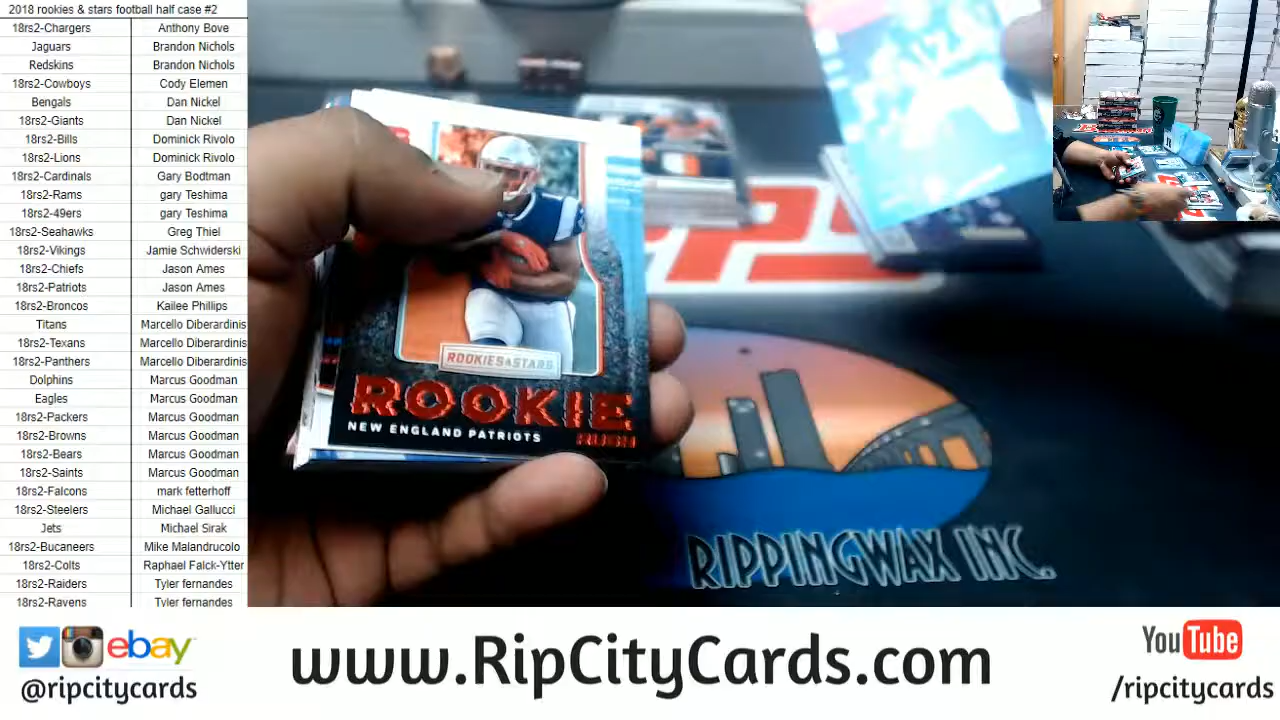 2018 rookies & stars football half case #2
18rs2-Chargers Anthony Bove
Jaguars Brandon Nichols
Redskins Brandon Nichols
18rs2-Cowboys Cody Elemen
Bengals Dan Nickel
18rs2-Giants Dan Nickel
18rs2-Bills Dominick Rivolo
18rs2-Lions Dominick Rivolo
18rs2-Cardinals Gary Bodtman
18rs2-Rams gary Teshima
18rs2-49ers gary Teshima
18rs2-Seahawks Greg Thiel
18rs2-Vikings Jamie Schwiderski
18rs2-Chiefs Jason Ames
18rs2-Patriots Jason Ames
18rs2-Broncos Kailee Phillips
Titans Marcello Diberardinis
18rs2-Texans Marcello Diberardinis
18rs2-Panthers Marcello Diberardinis
Dolphins Marcus Goodman
Eagles Marcus Goodman
18rs2-Packers Marcus Goodman
18rs2-Browns Marcus Goodman
18rs2-Bears Marcus Goodman
18rs2-Saints Marcus Goodman
18rs2-Falcons mark fetterhoff
18rs2-Steelers Michael Gallucci
Jets Michael Sirak
18rs2-Bucaneers Mike Malandrucolo
18rs2-Colts Raphael Falck-Ytter
18rs2-Raiders Tyler fernandes
18rs2-Ravens Tyler fernandes
ROOKIES & STARS
ROOKIE
NEW ENGLAND PATRIOTS
RUSH
RIPPINGWAX INC.
ebay
@ripcitycards
www.RipCityCards.com
YouTube
/ripcitycards